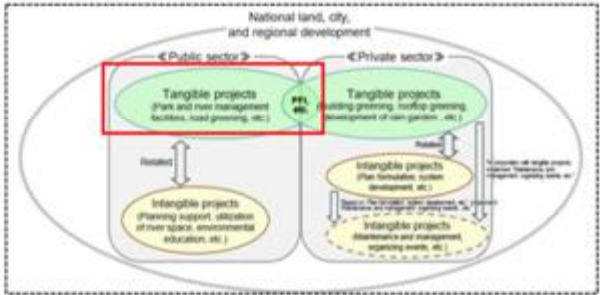 National land, city,
and regional development
≪Public sector≫
≪Private sector≫
Tangible projects
(Park and river management
facilities, road greening, etc.)
PFI,
etc.
Tangible projects
(Building greening, rooftop greening,
development of rain garden , etc.)
Related
Related
Intangible projects
(Plan formulation, system
development, etc.)
Intangible projects
(Planning support, utilization
of river space, environmental
education, etc.)
Intangible projects
(Maintenance and management,
organizing events, etc.)